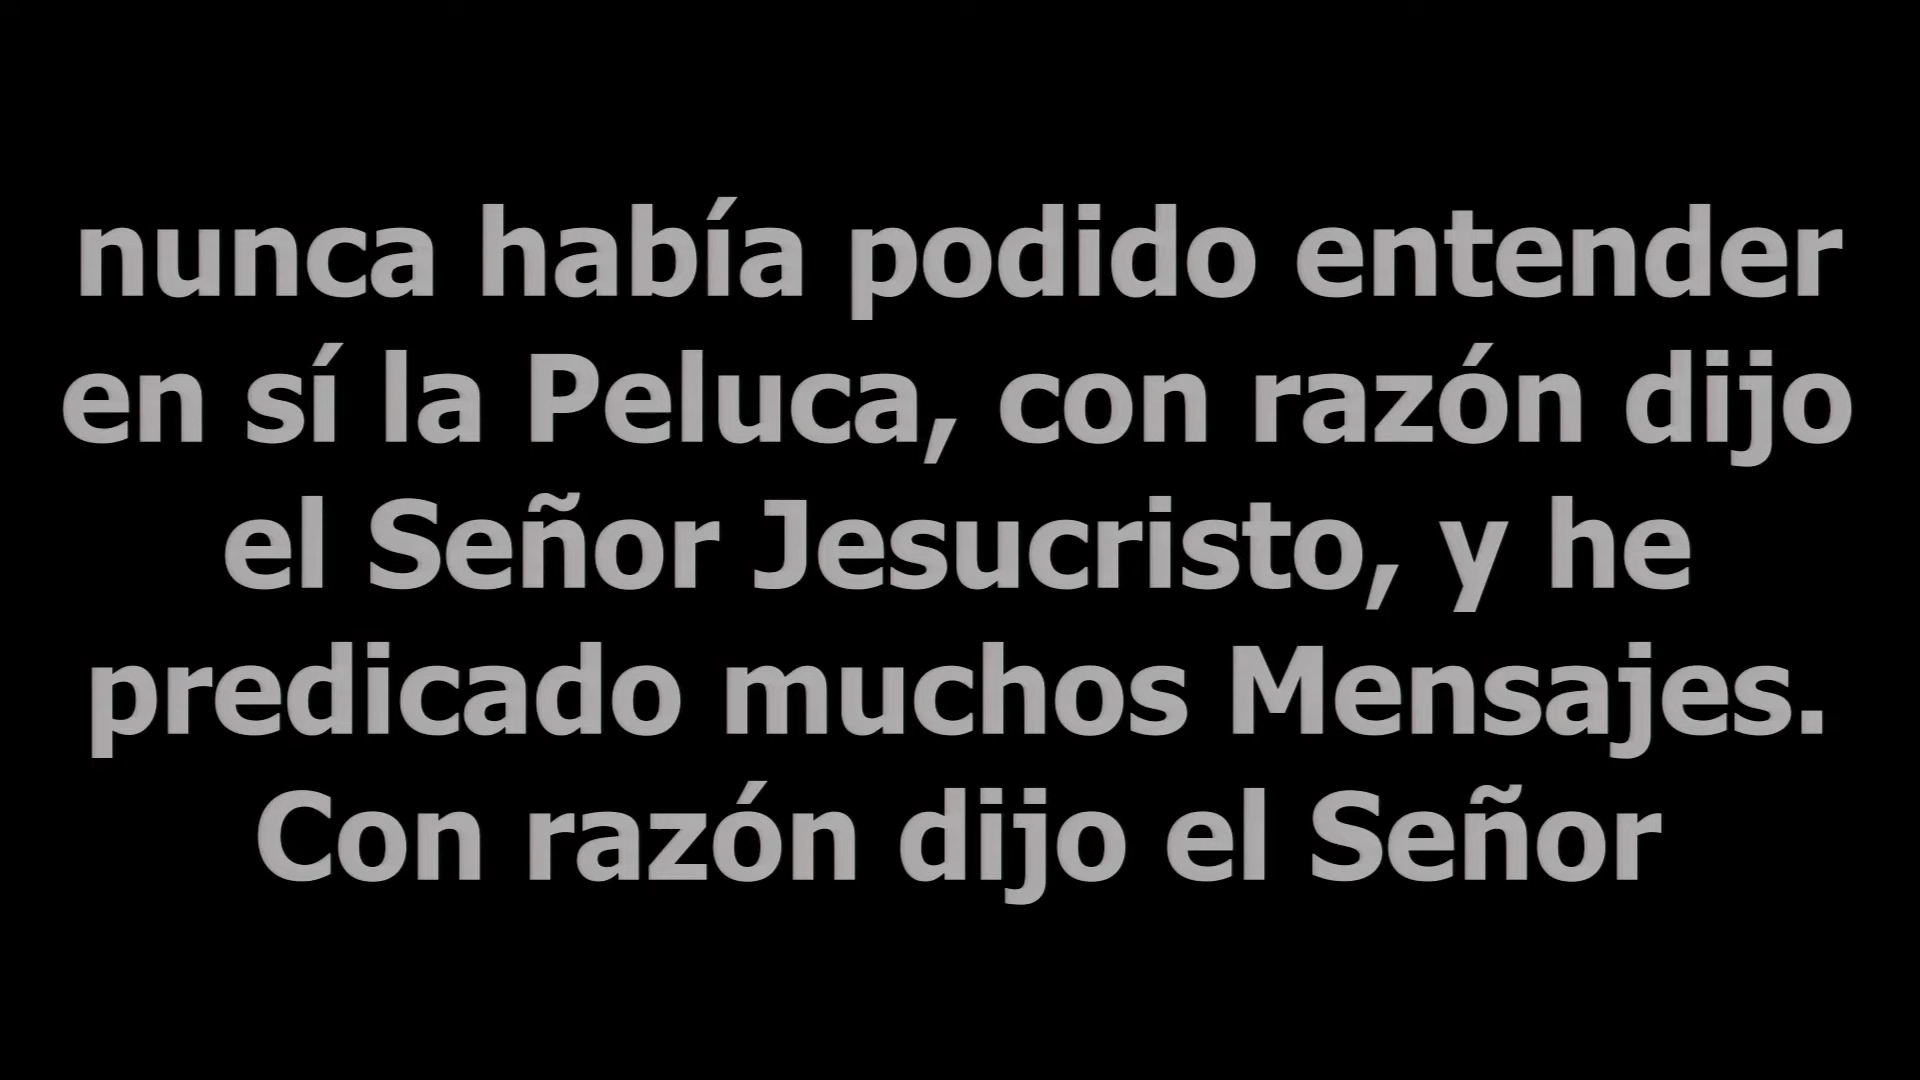 nunca había podido entender
en sí la Peluca, con razón dijo
el Señor Jesucristo, y he
predicado muchos Mensajes.
Con razón dijo el Señor